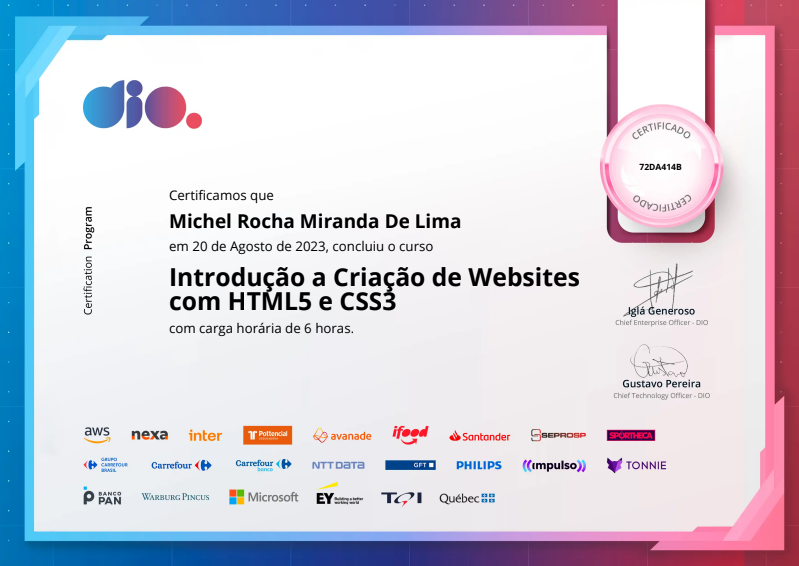 dio.
CERTIFICADO
72DA414B
CERTIFICADO
Certification Program
Certificamos que
Michel Rocha Miranda De Lima
em 20 de Agosto de 2023, concluiu o curso
Introdução a Criação de Websites
com HTML5 e CSS3
com carga horária de 6 horas.
Iglá Generoso
Chief Enterprise Officer - DIO
Gustavo Pereira
Chief Technology Officer - DIO
aws nexa inter Pottencial avanade ifood Santander SEPROSP SPORTHECA
GRUPO CARREFOUR BRASIL Carrefour Carrefour banco NTT DATA GFT PHILIPS ((impulso)) TONNIE
BANCO PAN WARBURG PINCUS Microsoft EY Building a better working world TQI Québec